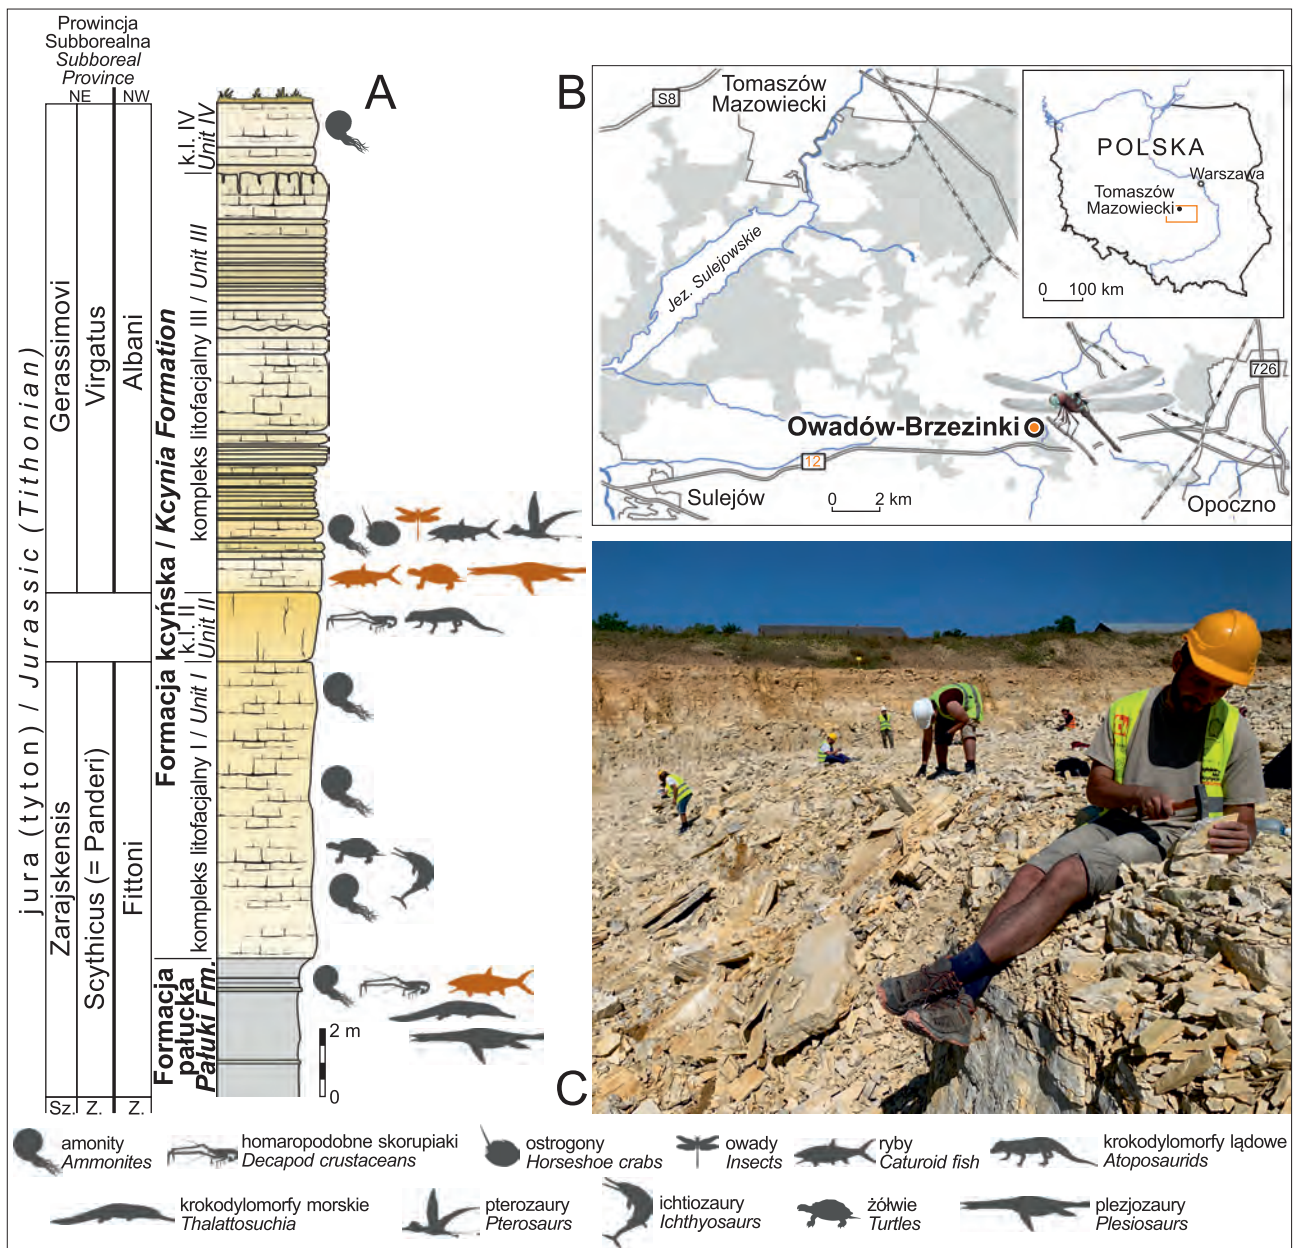 Prowincja
Subborealna
Subboreal
Province
NE
NW
A
jura (tyton) / Jurassic (Tithonian)
Gerassimovi
Virgatus
Albani
Zarajskensis
Scythicus (= Panderi)
Fittoni
Sz.
Z.
Z.
Formacja kcyńska / Kcynia Formation
Formacja
pałucka
Pałuki Fm.
k.l. IV
Unit IV
kompleks litofacjalny III / Unit III
k.l. II
Unit II
kompleks litofacjalny I / Unit I
2 m
0
B
S8
Tomaszów
Mazowiecki
Jez. Sulejowskie
POLSKA
Warszawa
Tomaszów
Mazowiecki
0 100 km
726
Owadów-Brzezinki
12
Sulejów
0 2 km
Opoczno
C
amonity
Ammonites
homaropodobne skorupiaki
Decapod crustaceans
ostrogony
Horseshoe crabs
owady
Insects
ryby
Caturoid fish
krokodylomorfy lądowe
Atoposaurids
krokodylomorfy morskie
Thalattosuchia
pterozaury
Pterosaurs
ichtiozaury
Ichthyosaurs
żółwie
Turtles
plezjozaury
Plesiosaurs